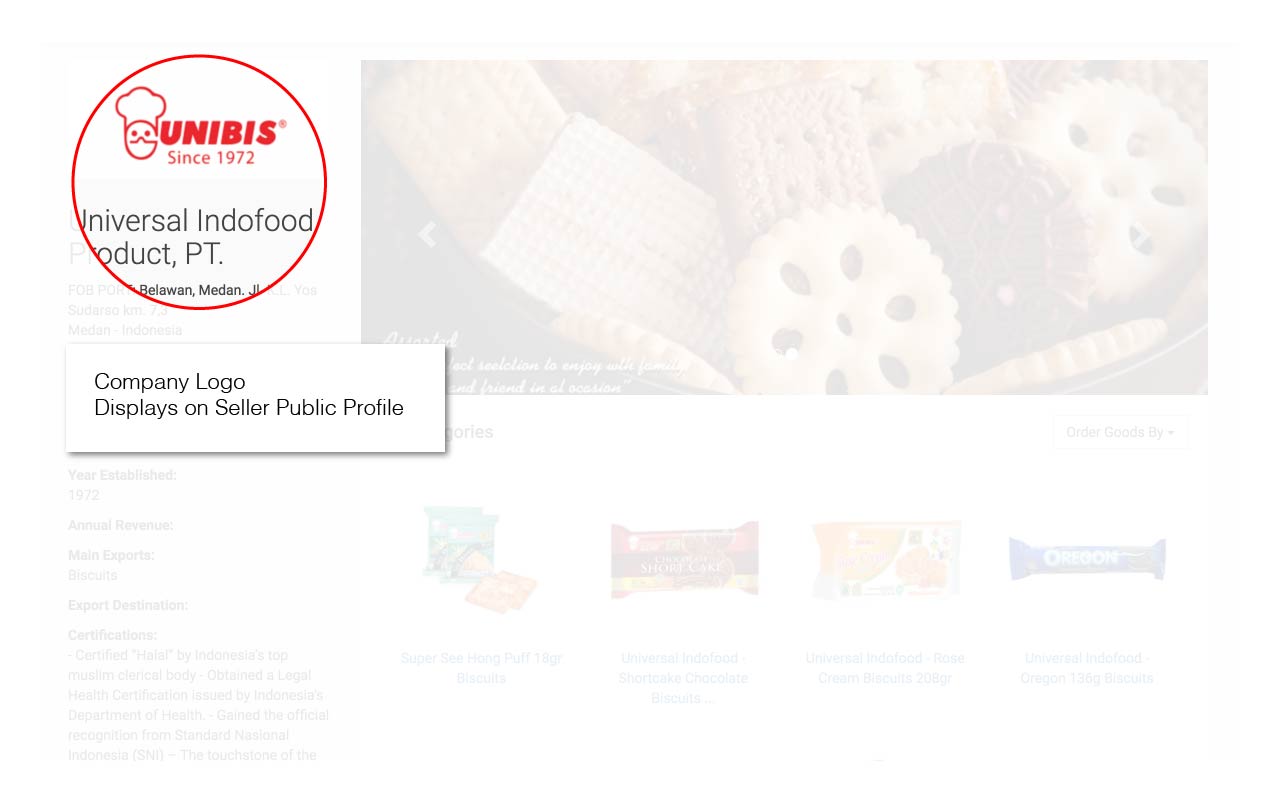 UNIBIS®
Since 1972
Universal Indofood
Product, PT.
FOB PORT: Belawan, Medan. Jl. K.L. Yos
Sudarso km. 7,3
Medan - Indonesia
Company Logo
Displays on Seller Public Profile
Year Established:
1972
Annual Revenue:
Main Exports:
Biscuits
Export Destination:
Certifications:
- Certified "Halal" by Indonesia's top
muslim clerical body - Obtained a Legal
Health Certification issued by Indonesia's
Department of Health. - Gained the official
recognition from Standard Nasional
Indonesia (SNI) – The touchstone of the
Assorted
seelction to enjoy wtih family
and friend in al ocasion"
gories
Order Goods By
CHOCOLATE
SHORT CAKE
OREGON
Super See Hong Puff 18gr
Biscuits
Universal Indofood -
Shortcake Chocolate
Biscuits ...
Universal Indofood - Rose
Cream Biscuits 208gr
Universal Indofood -
Oregon 136g Biscuits